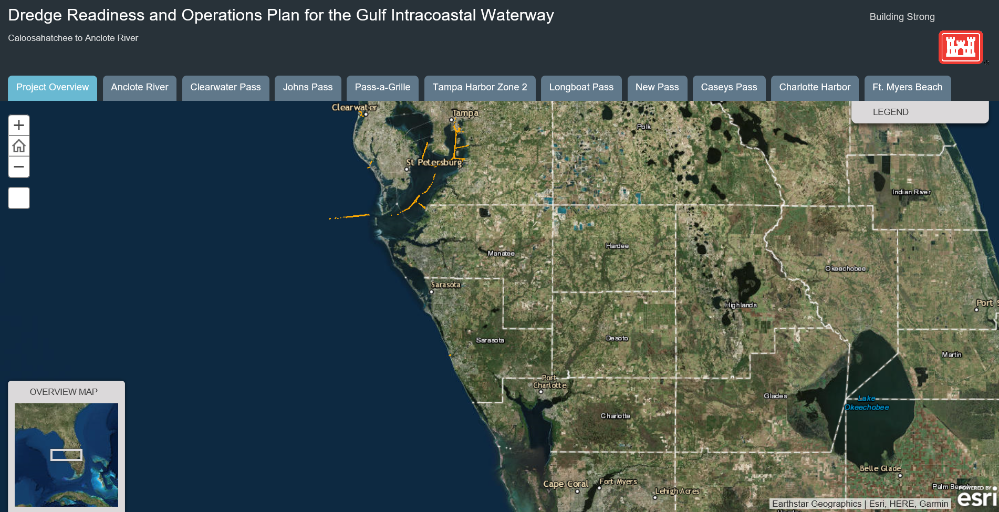 Dredge Readiness and Operations Plan for the Gulf Intracoastal Waterway
Building Strong
Caloosahatchee to Anclote River
Project Overview
Anclote River
Clearwater Pass
Johns Pass
Pass-a-Grille
Tampa Harbor Zone 2
Longboat Pass
New Pass
Caseys Pass
Charlotte Harbor
Ft. Myers Beach
LEGEND
+
−
Clearwater
Tampa
Polk
St Petersburg
Indian River
Hardee
Manatee
Okeechobee
Sarasota
Highlands
Port S
Sarasota
Desoto
Martin
Port
Charlotte
Glades
Lake
Okeechobee
Charlotte
OVERVIEW MAP
Belle Glade
Cape Coral
Fort Myers
Lehigh Acres
Palm Beach
POWERED BY
esri
Earthstar Geographics | Esri, HERE, Garmin